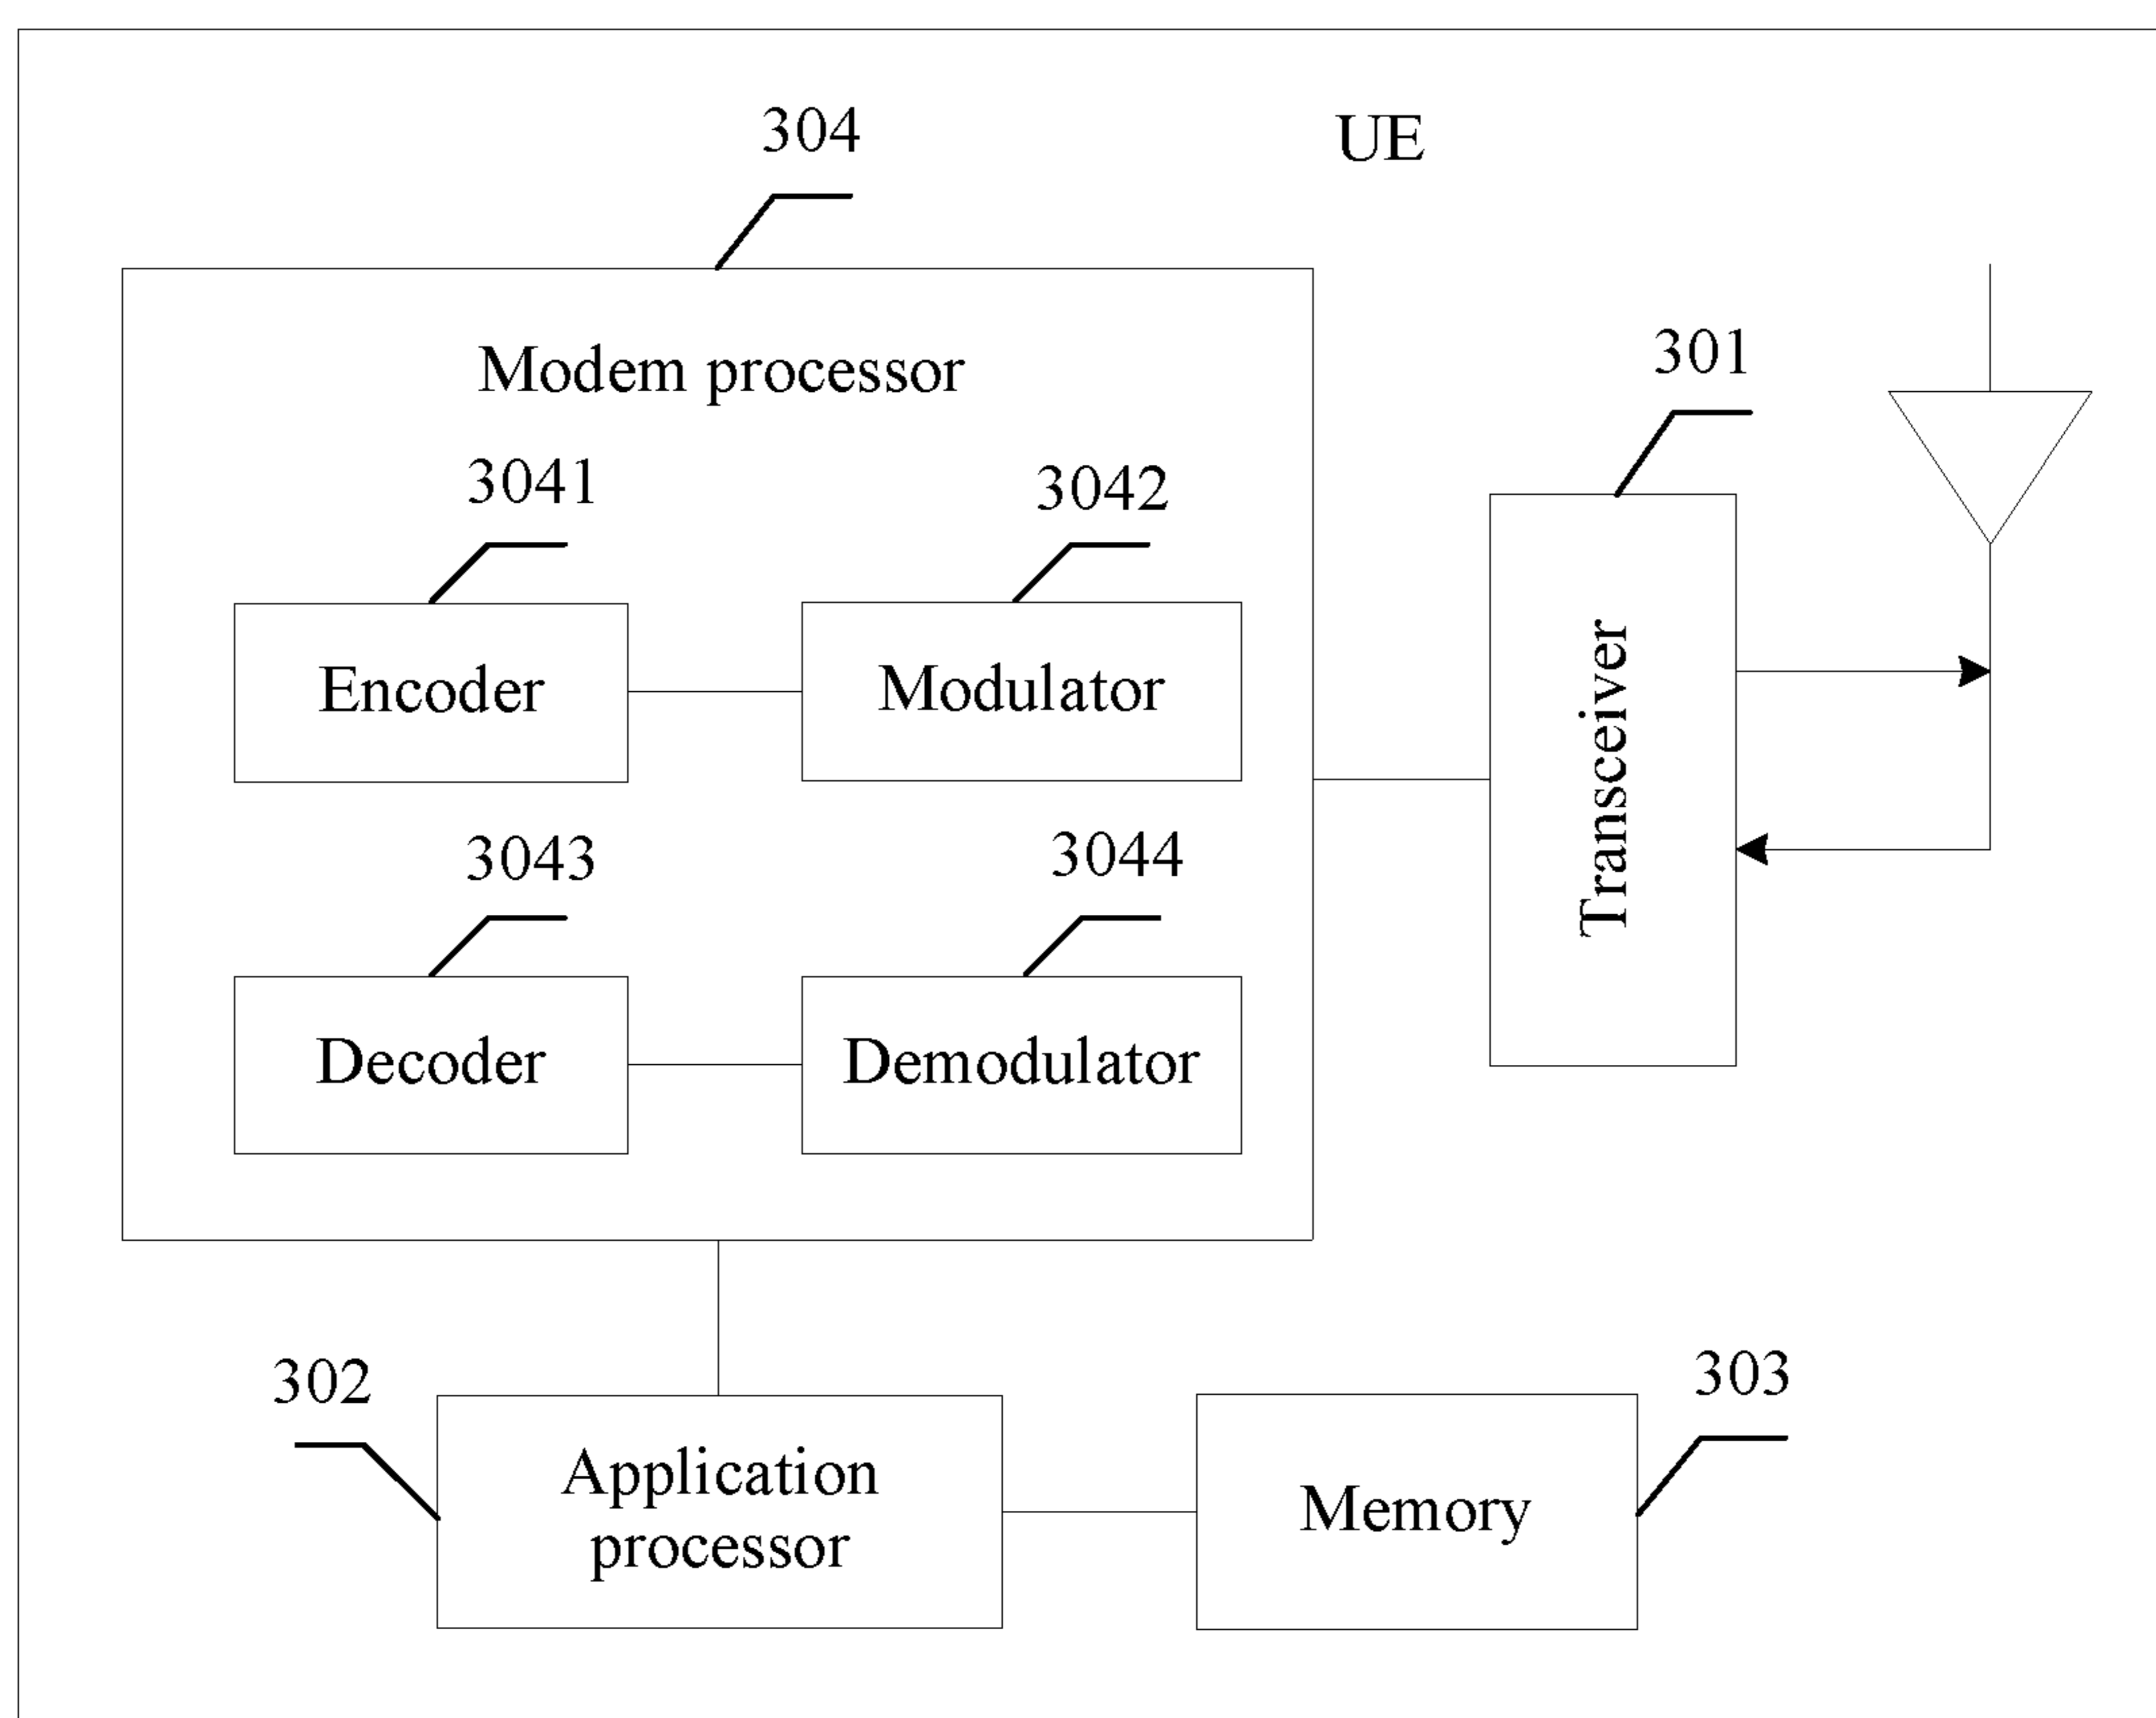 304
UE
Modem processor
301
3041
3042
Encoder
Modulator
Transceiver
3043
3044
Decoder
Demodulator
302
303
Application
processor
Memory